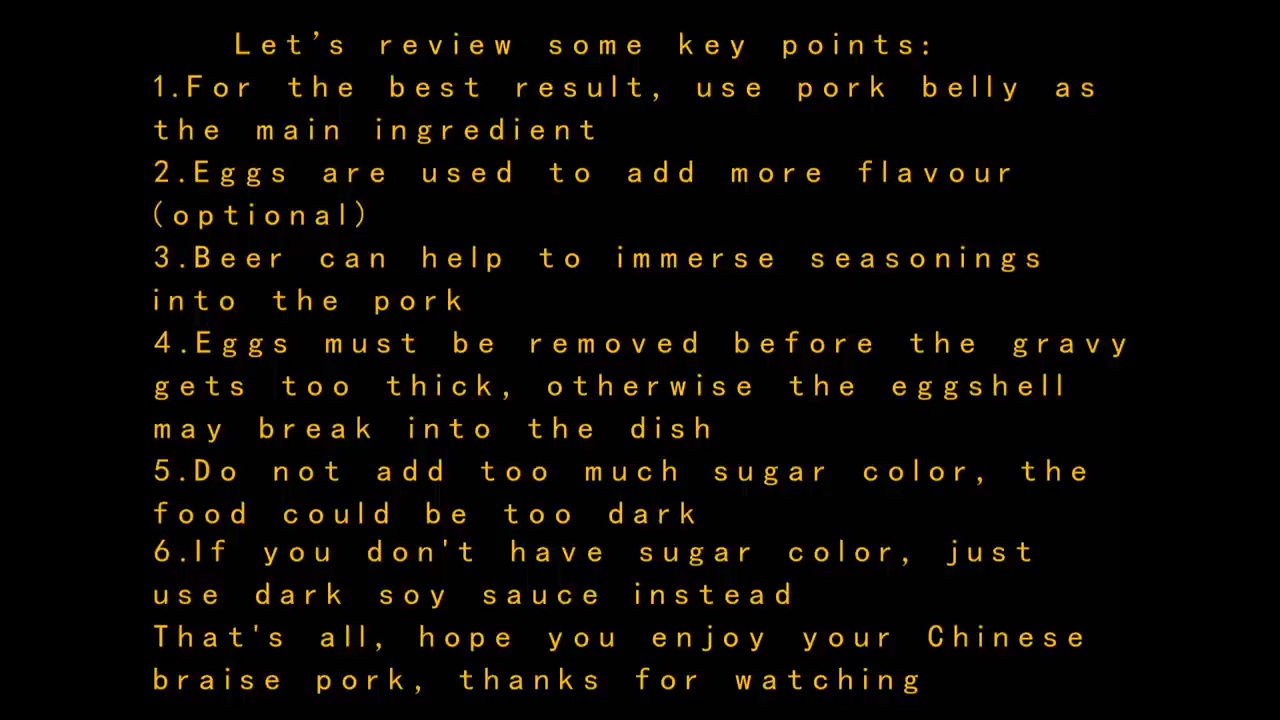 Let’s review some key points:
1.For the best result, use pork belly as
the main ingredient
2.Eggs are used to add more flavour
(optional)
3.Beer can help to immerse seasonings
into the pork
4.Eggs must be removed before the gravy
gets too thick, otherwise the eggshell
may break into the dish
5.Do not add too much sugar color, the
food could be too dark
6.If you don't have sugar color, just
use dark soy sauce instead
That's all, hope you enjoy your Chinese
braise pork, thanks for watching